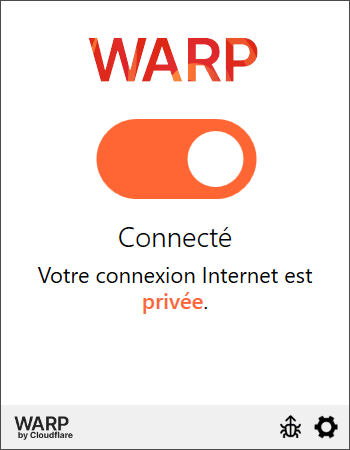 WARP
Connecté
Votre connexion Internet est
privée.
WARP
by Cloudflare